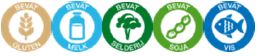 BEVAT
GLUTEN
BEVAT
MELK
BEVAT
SELDERIJ
BEVAT
SOJA
BEVAT
VIS